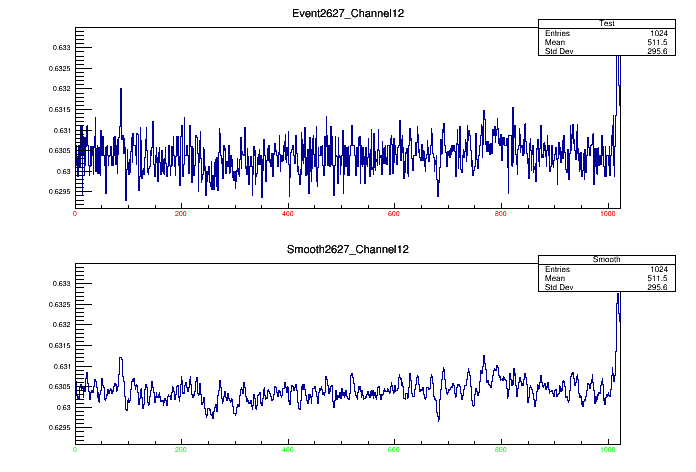 Event2627_Channel12
Test
Entries 1024
Mean 511.5
Std Dev 295.6
0.633
0.6325
0.632
0.6315
0.631
0.6305
0.63
0.6295
0 200 400 600 800 1000
Smooth2627_Channel12
Smooth
Entries 1024
Mean 511.5
Std Dev 295.6
0.633
0.6325
0.632
0.6315
0.631
0.6305
0.63
0.6295
0 200 400 600 800 1000